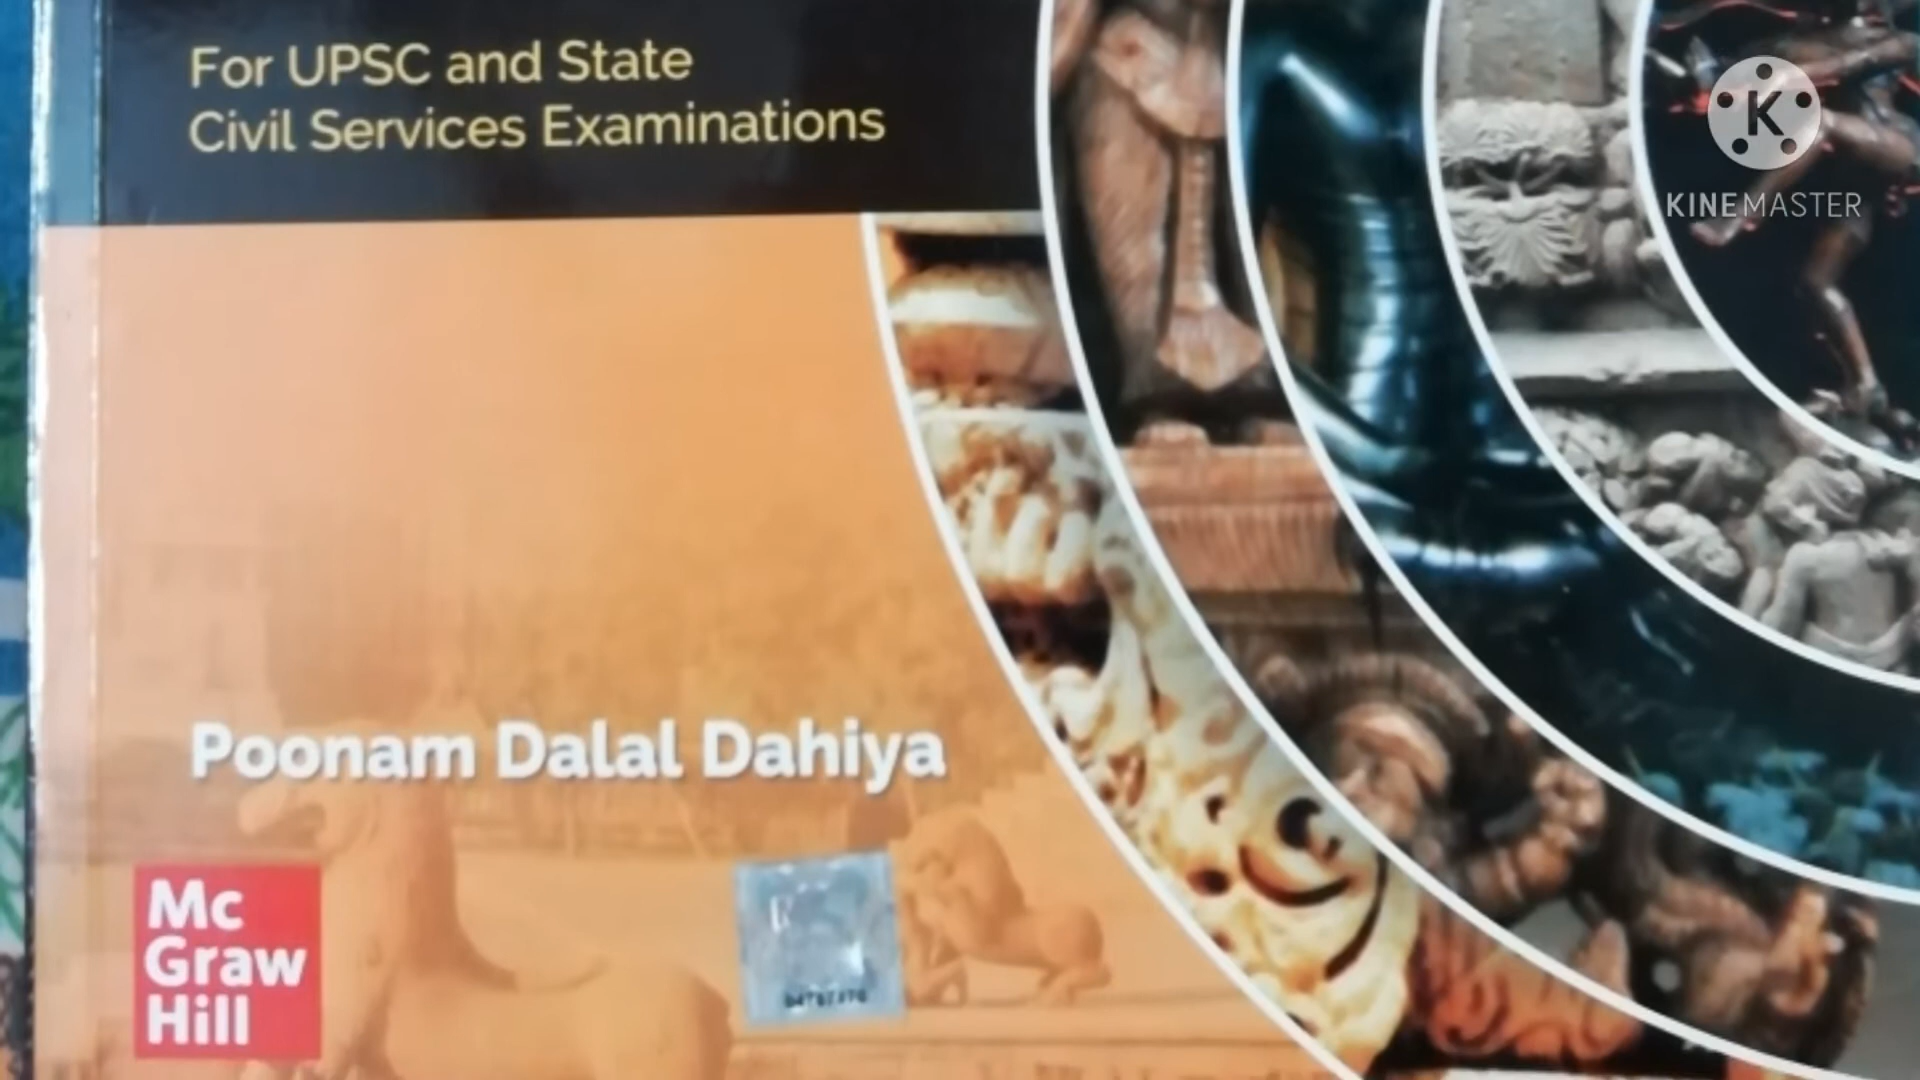 For UPSC and State
Civil Services Examinations
K
KINEMASTER
Poonam Dalal Dahiya
Mc
Graw
Hill